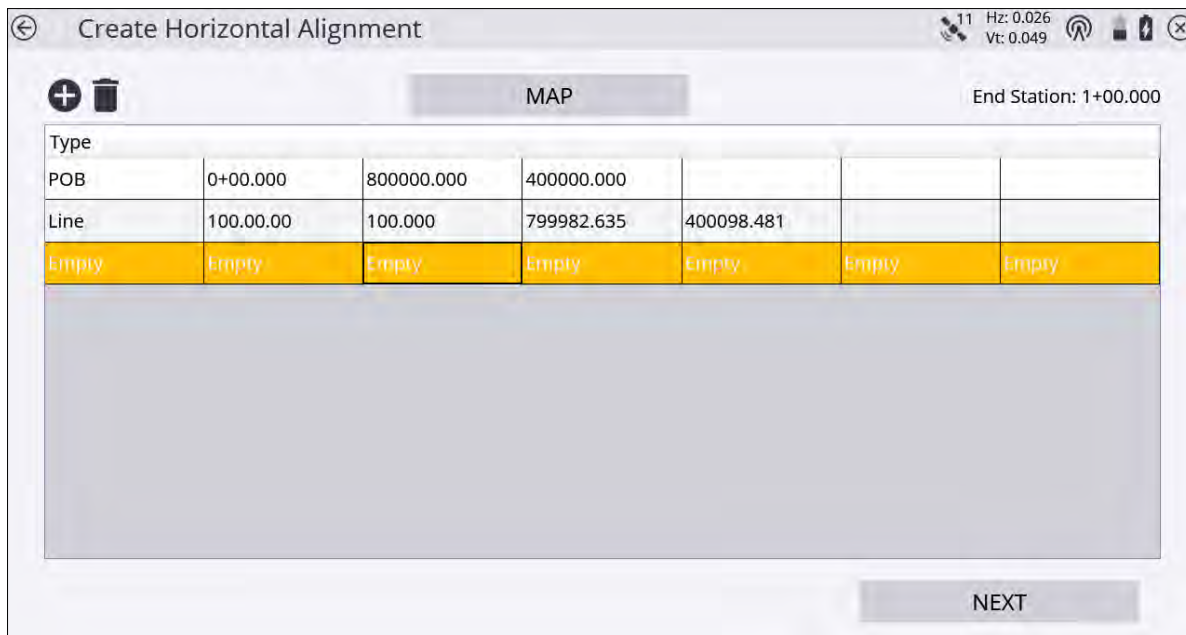 Create Horizontal Alignment 11 Hz: 0.026
Vt: 0.049
MAP End Station: 1+00.000
Type
POB 0+00.000 800000.000 400000.000
Line 100.00.00 100.000 799982.635 400098.481
Empty Empty Empty Empty Empty Empty Empty
NEXT